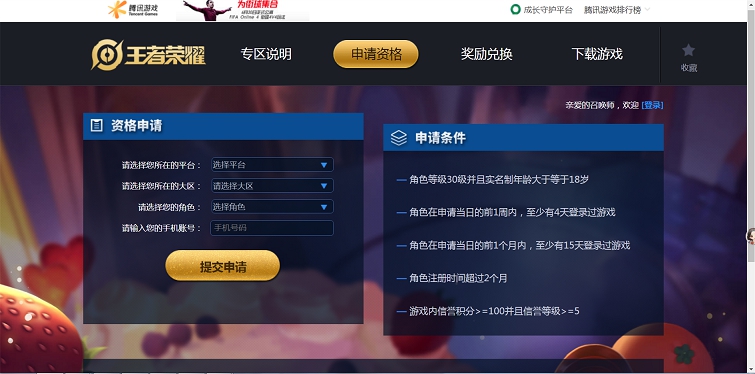 腾讯游戏
Tencent Games
为街球集合
FIFA Online 4
成长守护平台
腾讯游戏排行榜
王者荣耀
专区说明
申请资格
奖励兑换
下载游戏
收藏
亲爱的召唤师，欢迎 [登录]
资格申请
请选择您所在的平台：
选择平台
请选择您所在的大区：
请选择大区
请选择您的角色：
选择角色
请输入您的手机账号：
手机号码
提交申请
申请条件
— 角色等级30级并且实名制年龄大于等于18岁
— 角色在申请当日的前1周内，至少有4天登录过游戏
— 角色在申请当日的前1个月内，至少有15天登录过游戏
— 角色注册时间超过2个月
— 游戏内信誉积分>=100并且信誉等级>=5